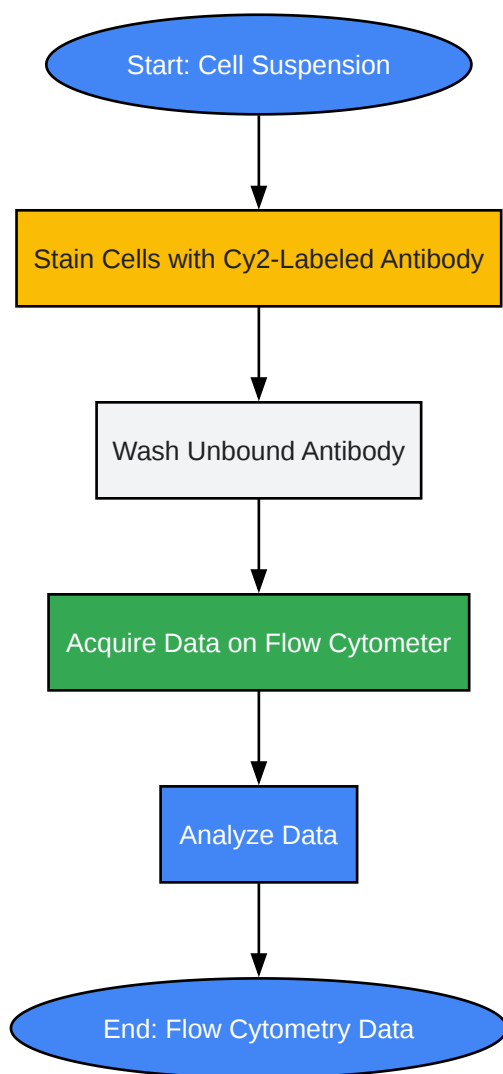 Start: Cell Suspension
Stain Cells with Cy2-Labeled Antibody
Wash Unbound Antibody
Acquire Data on Flow Cytometer
Analyze Data
End: Flow Cytometry Data